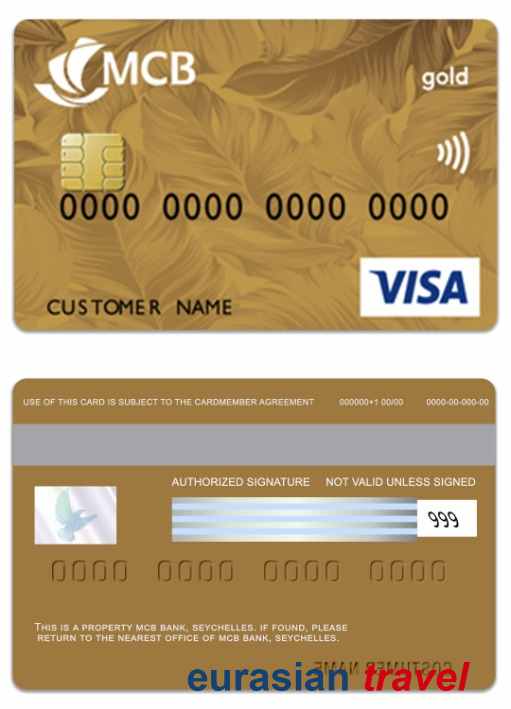 MCB
gold
0000 0000 0000 0000
VISA
CUSTOMER NAME
USE OF THIS CARD IS SUBJECT TO THE CARDMEMBER AGREEMENT 000000+1 00/00 0000-00-000-00
AUTHORIZED SIGNATURE NOT VALID UNLESS SIGNED
999
0000 0000 0000 0000
THIS IS A PROPERTY MCB BANK, SEYCHELLES. IF FOUND, PLEASE
RETURN TO THE NEAREST OFFICE OF MCB BANK, SEYCHELLES.
COSTUMER NAME
eurasian travel